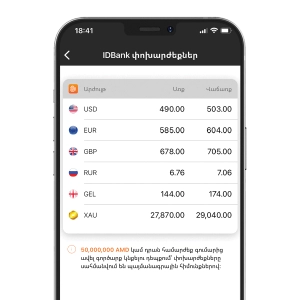 18:41
IDBank փոխարժեքներ
Արժույթ Առք Վաճառք
USD 490.00 503.00
EUR 585.00 604.00
GBP 678.00 705.00
RUR 6.76 7.06
GEL 144.00 174.00
XAU 27,870.00 29,040.00
50,000,000 AMD կամ դրան համարժեք գումարից
ավել գործարք կնքելու դեպքում՝ փոխարժեքները
սահմանվում են պայմանագրային հիմունքներով: